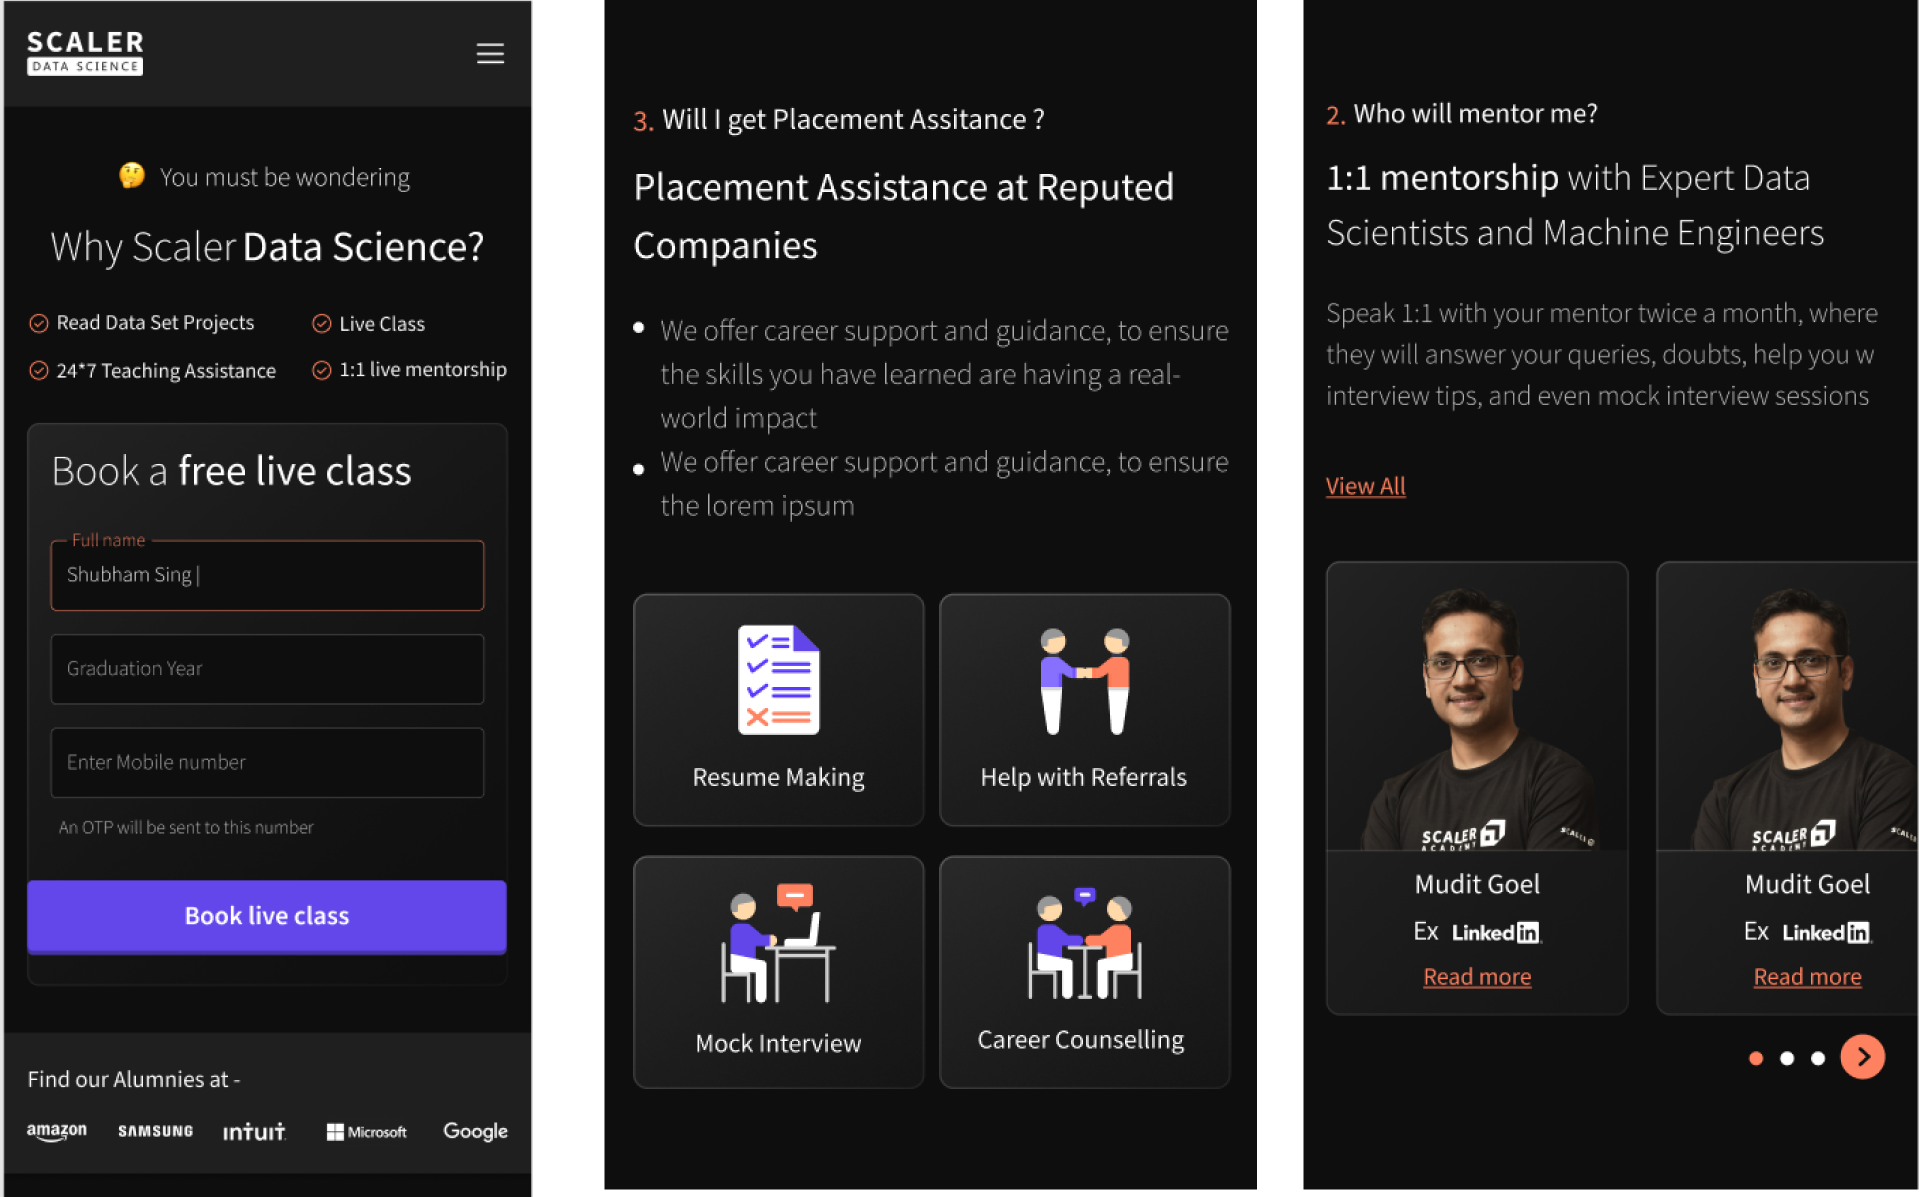 SCALER
DATA SCIENCE
🤔 You must be wondering
Why Scaler Data Science?
Read Data Set Projects
Live Class
24*7 Teaching Assistance
1:1 live mentorship
Book a free live class
Full name
Shubham Sing|
Graduation Year
Enter Mobile number
An OTP will be sent to this number
Book live class
Find our Alumnies at -
amazon SAMSUNG intuit Microsoft Google
3. Will I get Placement Assitance ?
Placement Assistance at Reputed
Companies
We offer career support and guidance, to ensure
the skills you have learned are having a real-
world impact
We offer career support and guidance, to ensure
the lorem ipsum
Resume Making
Help with Referrals
Mock Interview
Career Counselling
2. Who will mentor me?
1:1 mentorship with Expert Data
Scientists and Machine Engineers
Speak 1:1 with your mentor twice a month, where
they will answer your queries, doubts, help you w
interview tips, and even mock interview sessions
View All
SCALER
ACADEMY
Mudit Goel
Ex LinkedIn
Read more
SCALER
ACADEMY
Mudit Goel
Ex LinkedIn
Read more